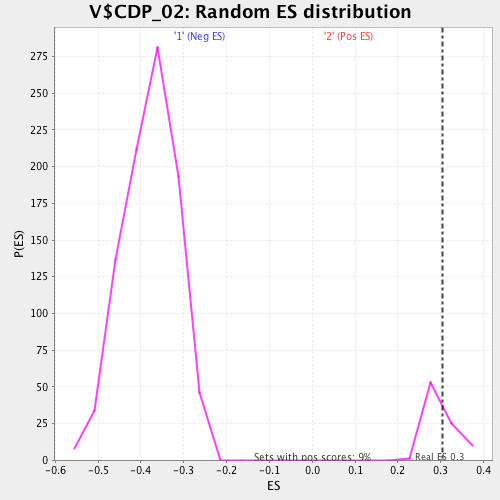 V$CDP_02: Random ES distribution
'1' (Neg ES)
'2' (Pos ES)
275
250
225
200
175
150
125
100
75
50
25
0
P(ES)
Sets with pos scores: 9%
Real ES 0.3
-0.6 -0.5 -0.4 -0.3 -0.2 -0.1 0.0 0.1 0.2 0.3 0.4
ES